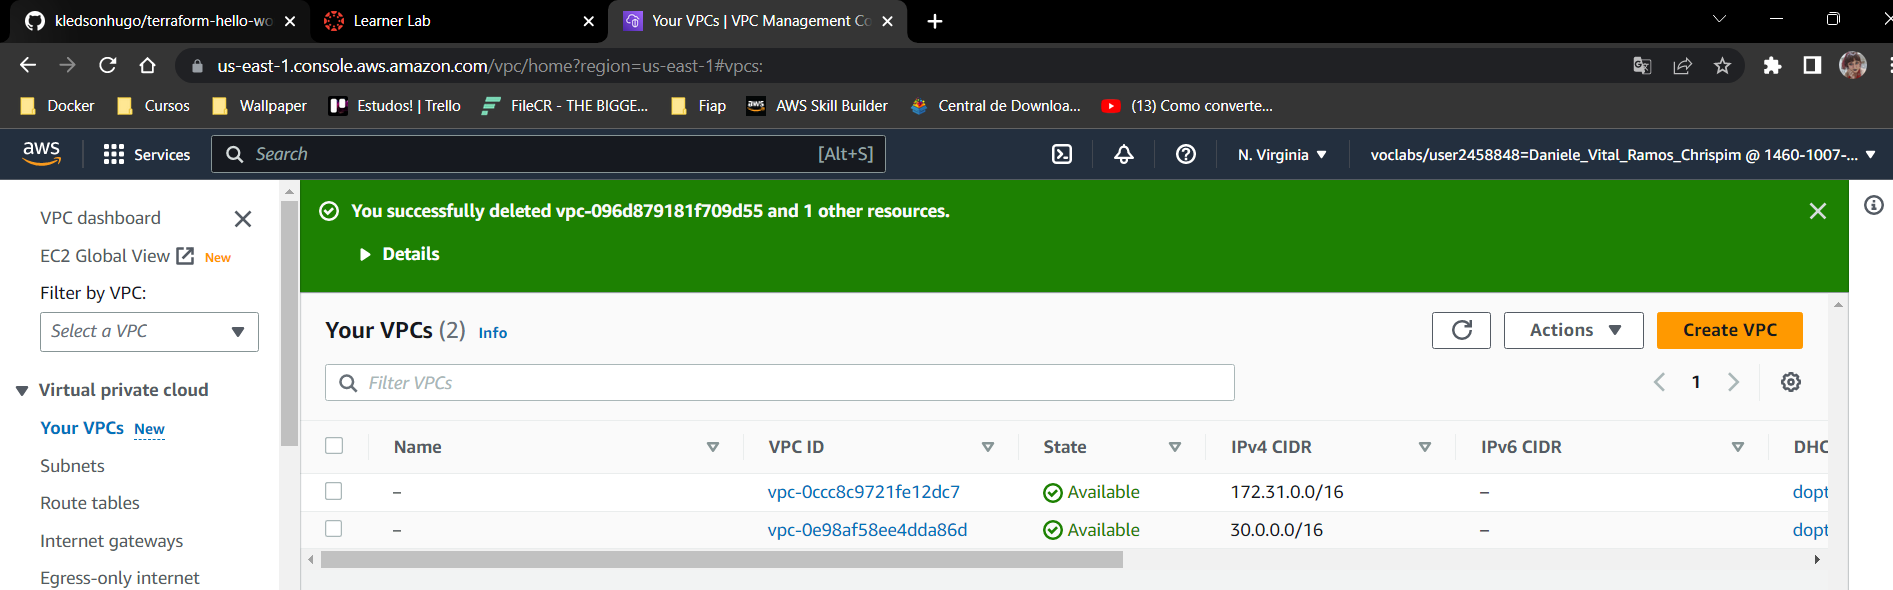 kledsonhugo/terraform-hello-wo
Learner Lab
Your VPCs | VPC Management Co
us-east-1.console.aws.amazon.com/vpc/home?region=us-east-1#vpcs:
Docker
Cursos
Wallpaper
Estudos! | Trello
FileCR - THE BIGGE...
Fiap
aws
AWS Skill Builder
Central de Downloa...
(13) Como converte...
aws
Services
Search
[Alt+S]
N. Virginia
voclabs/user2458848=Daniele_Vital_Ramos_Chrispim @ 1460-1007-...
VPC dashboard
EC2 Global View New
Filter by VPC:
Select a VPC
Virtual private cloud
Your VPCs New
Subnets
Route tables
Internet gateways
Egress-only internet
You successfully deleted vpc-096d879181f709d55 and 1 other resources.
Details
Your VPCs (2) Info
Actions
Create VPC
Filter VPCs
1
Name VPC ID State IPv4 CIDR IPv6 CIDR DHC
– vpc-0ccc8c9721fe12dc7 Available 172.31.0.0/16 – dopt
– vpc-0e98af58ee4dda86d Available 30.0.0.0/16 – dopt